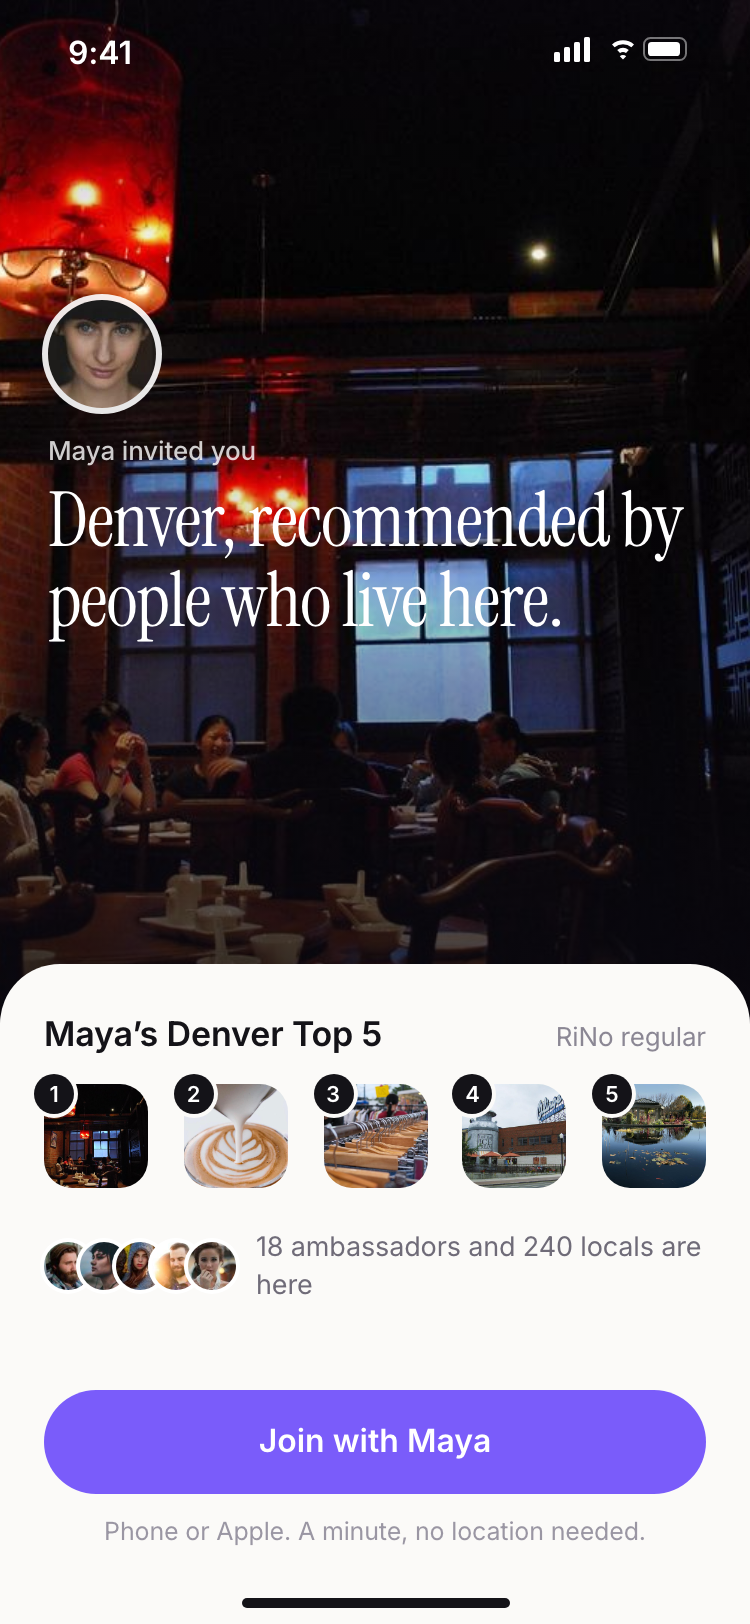 9:41
Maya invited you
Denver, recommended by
people who live here.
Maya’s Denver Top 5
RiNo regular
1
2
3
4
5
18 ambassadors and 240 locals are
here
Join with Maya
Phone or Apple. A minute, no location needed.